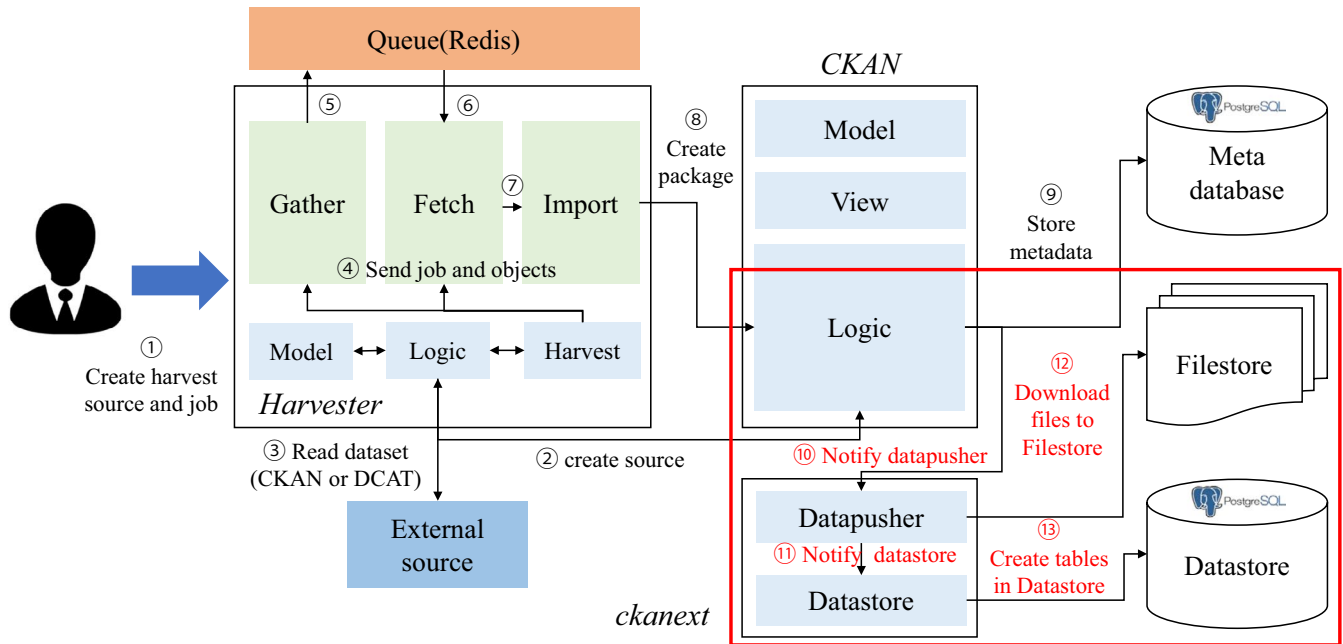 Queue(Redis)
⑤
⑥
Gather
Fetch
⑦
Import
④ Send job and objects
Model
Logic
Harvest
Harvester
①
Create harvest
source and job
③ Read dataset
(CKAN or DCAT)
② create source
External
source
⑧
Create
package
CKAN
Model
View
Logic
⑨
Store
metadata
PostgreSQL
Meta
database
⑩ Notify datapusher
⑫
Download
files to
Filestore
Filestore
Datapusher
⑪ Notify datastore
Datastore
ckanext
⑬
Create tables
in Datastore
PostgreSQL
Datastore